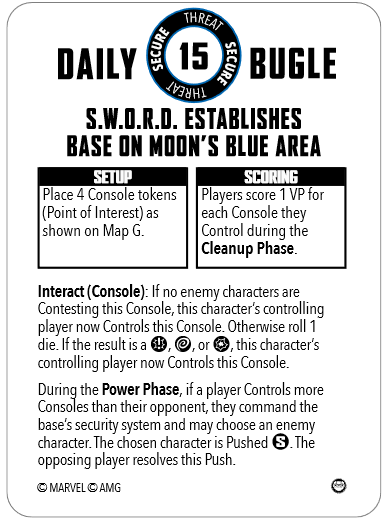 DAILY BUGLE
THREAT
SECURE 15 SECURE
THREAT
S.W.O.R.D. ESTABLISHES
BASE ON MOON'S BLUE AREA
SETUP
Place 4 Console tokens
(Point of Interest) as
shown on Map G.
SCORING
Players score 1 VP for
each Console they
Control during the
Cleanup Phase.
Interact (Console): If no enemy characters are
Contesting this Console, this character's controlling
player now Controls this Console. Otherwise roll 1
die. If the result is a , , or , this character's
controlling player now Controls this Console.
During the Power Phase, if a player Controls more
Consoles than their opponent, they command the
base's security system and may choose an enemy
character. The chosen character is Pushed S. The
opposing player resolves this Push.
© MARVEL © AMG